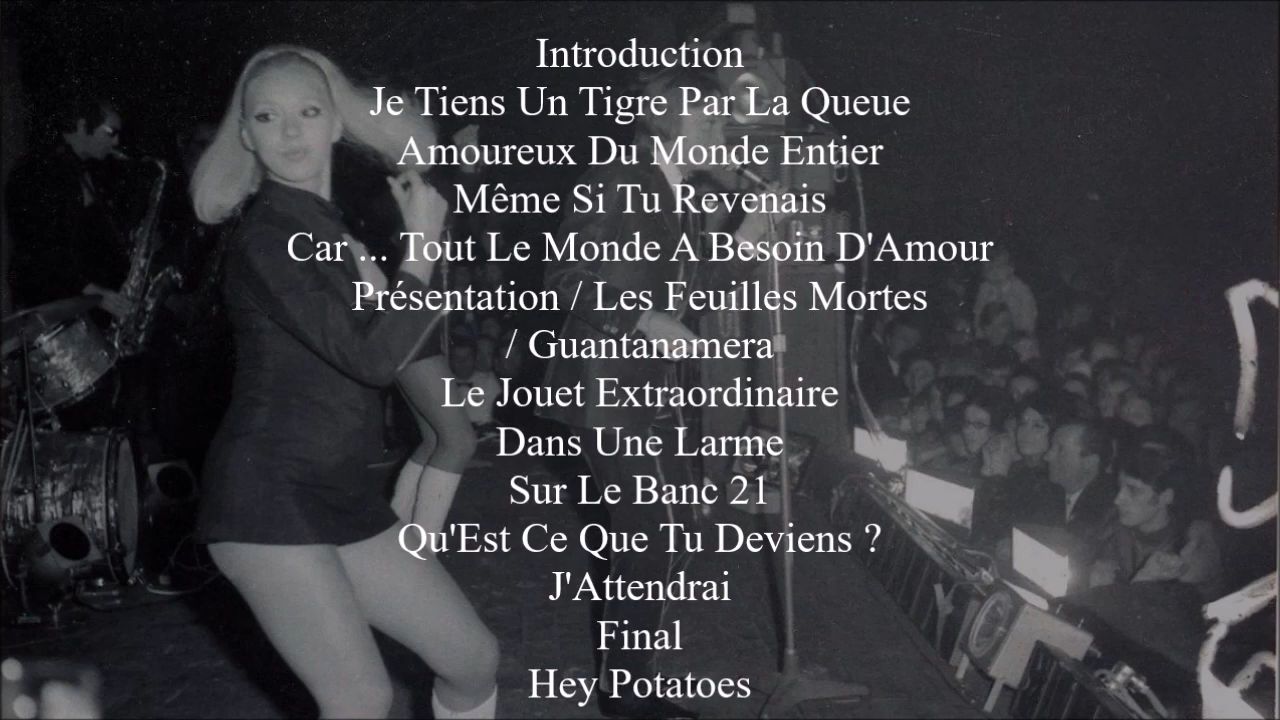 Introduction
Je Tiens Un Tigre Par La Queue
Amoureux Du Monde Entier
Même Si Tu Revenais
Car ... Tout Le Monde A Besoin D'Amour
Présentation / Les Feuilles Mortes
/ Guantanamera
Le Jouet Extraordinaire
Dans Une Larme
Sur Le Banc 21
Qu'Est Ce Que Tu Deviens ?
J'Attendrai
Final
Hey Potatoes